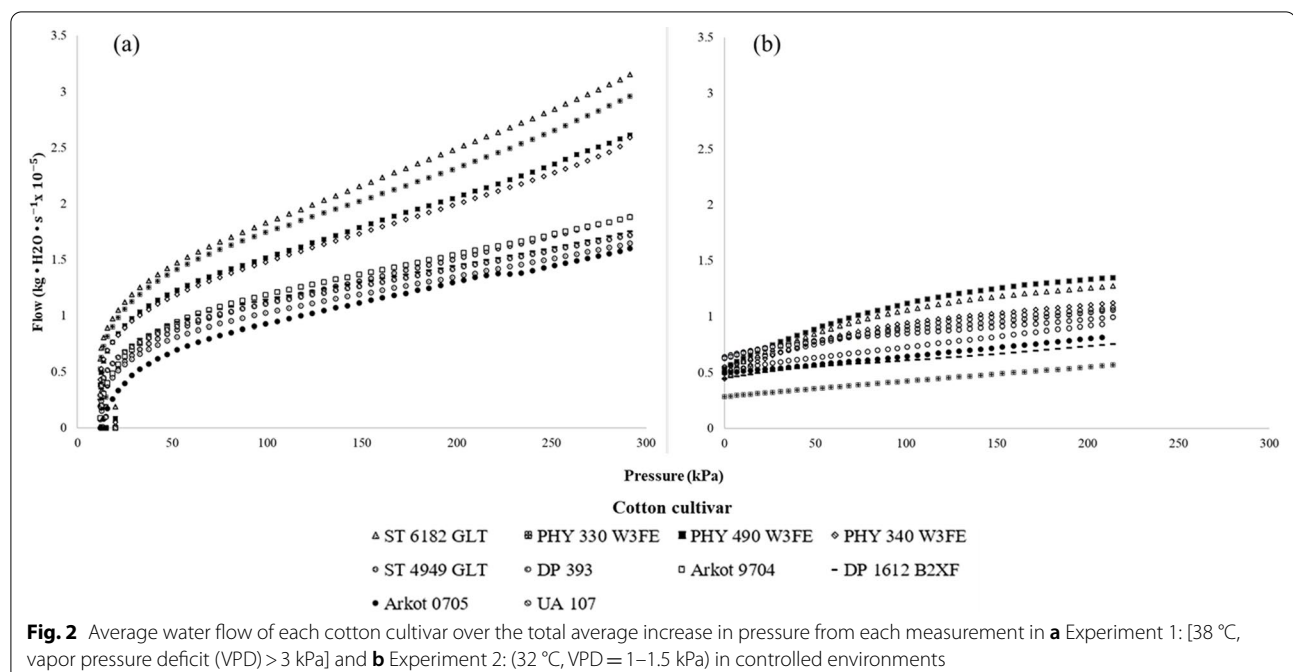 (a)
(b)
3.5
3
2.5
2
1.5
1
0.5
0
3.5
3
2.5
2
1.5
1
0.5
0
Flow (kg • H2O • s⁻¹x 10⁻⁵)
0 50 100 150 200 250 300
0 50 100 150 200 250 300
Pressure (kPa)
Cotton cultivar
ST 6182 GLT PHY 330 W3FE PHY 490 W3FE PHY 340 W3FE
ST 4949 GLT DP 393 Arkot 9704 DP 1612 B2XF
Arkot 0705 UA 107
Fig. 2 Average water flow of each cotton cultivar over the total average increase in pressure from each measurement in a Experiment 1: [38 °C,
vapor pressure deficit (VPD) > 3 kPa] and b Experiment 2: (32 °C, VPD = 1–1.5 kPa) in controlled environments